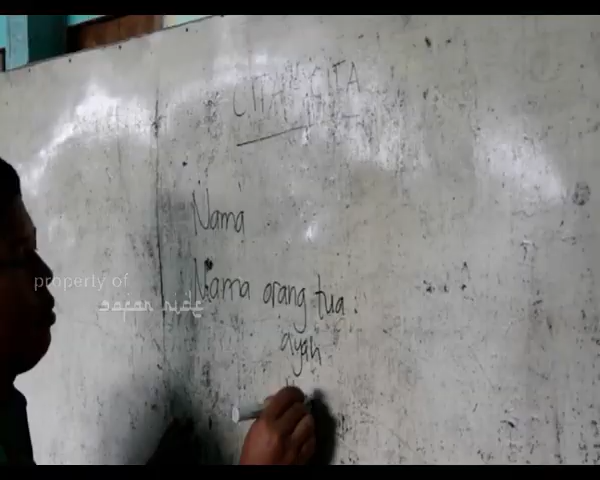 CITA-CITA
Nama
Nama orang tua :
ayah
property of